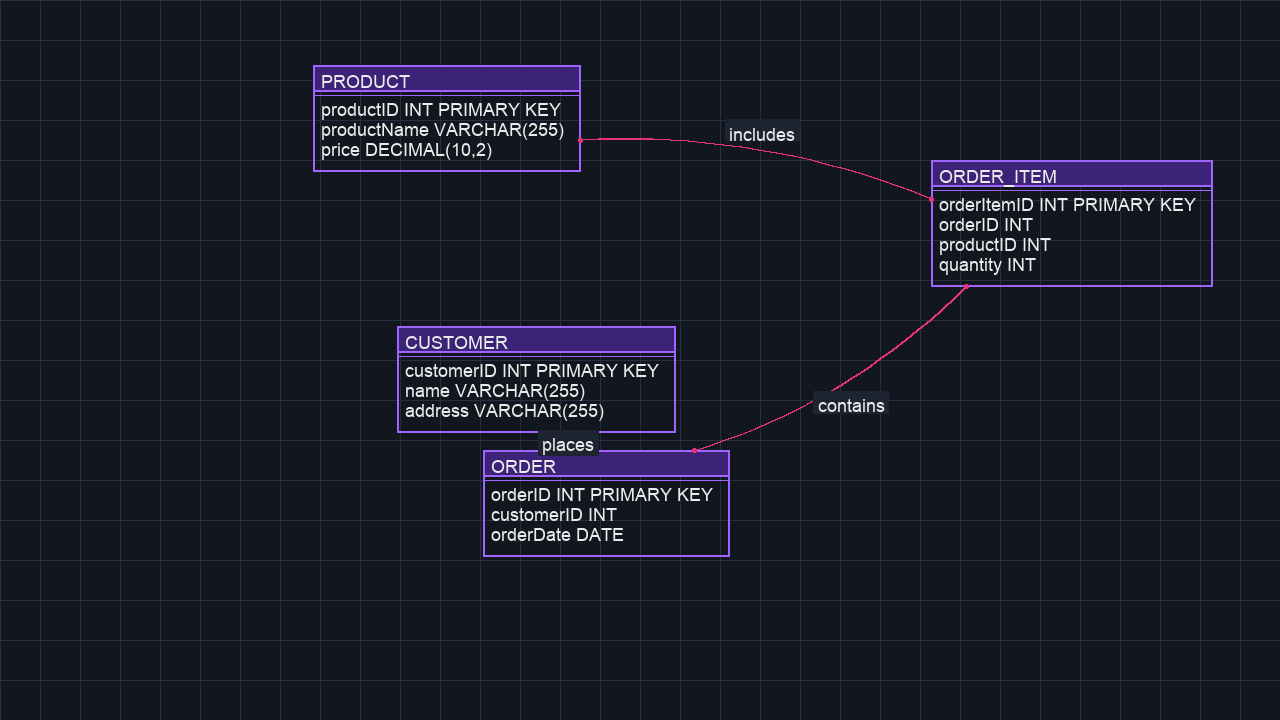 PRODUCT
productID INT PRIMARY KEY
productName VARCHAR(255)
price DECIMAL(10,2)
includes
ORDER_ITEM
orderItemID INT PRIMARY KEY
orderID INT
productID INT
quantity INT
CUSTOMER
customerID INT PRIMARY KEY
name VARCHAR(255)
address VARCHAR(255)
contains
places
ORDER
orderID INT PRIMARY KEY
customerID INT
orderDate DATE